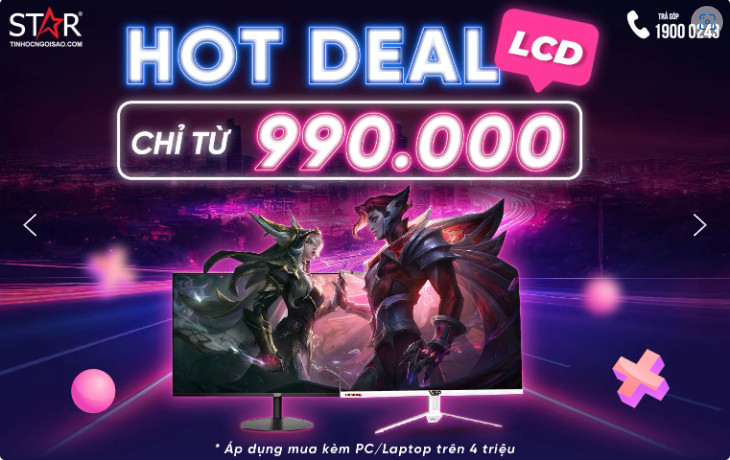 STAR®
TINHOCNGOISAO.COM
TRẢ GÓP
1900 0243
HOT DEAL
LCD
CHỈ TỪ 990.000
* Áp dụng mua kèm PC/Laptop trên 4 triệu